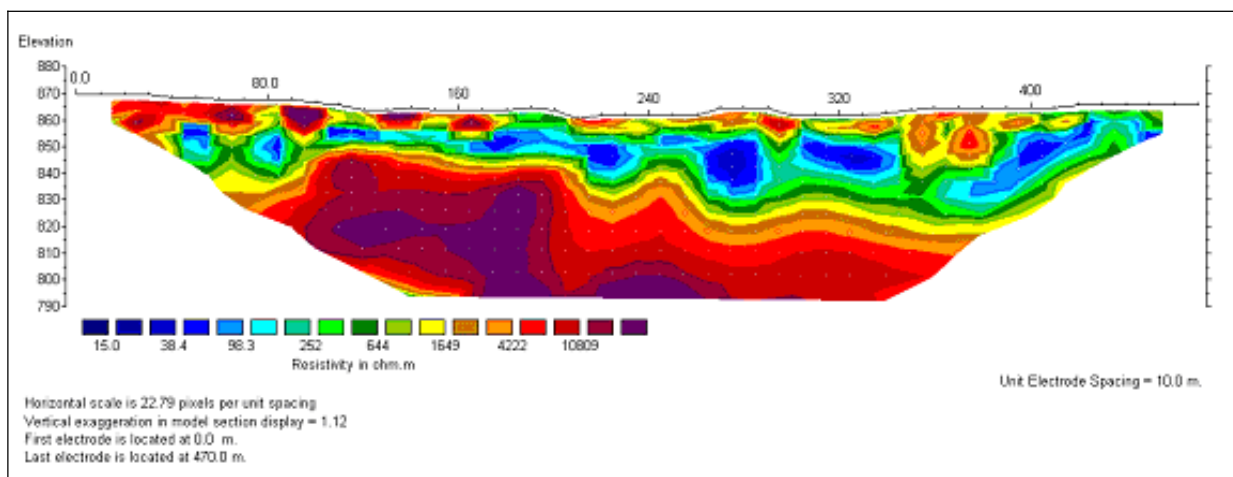 Elevation
880
870
860
850
840
830
820
810
800
790
0.0 80.0 160 240 320 400
15.0 38.4 98.3 252 644 1649 4222 10809
Resistivity in ohm.m
Unit Electrode Spacing = 10.0 m.
Horizontal scale is 22.79 pixels per unit spacing
Vertical exaggeration in model section display = 1.12
First electrode is located at 0.0 m.
Last electrode is located at 470.0 m.